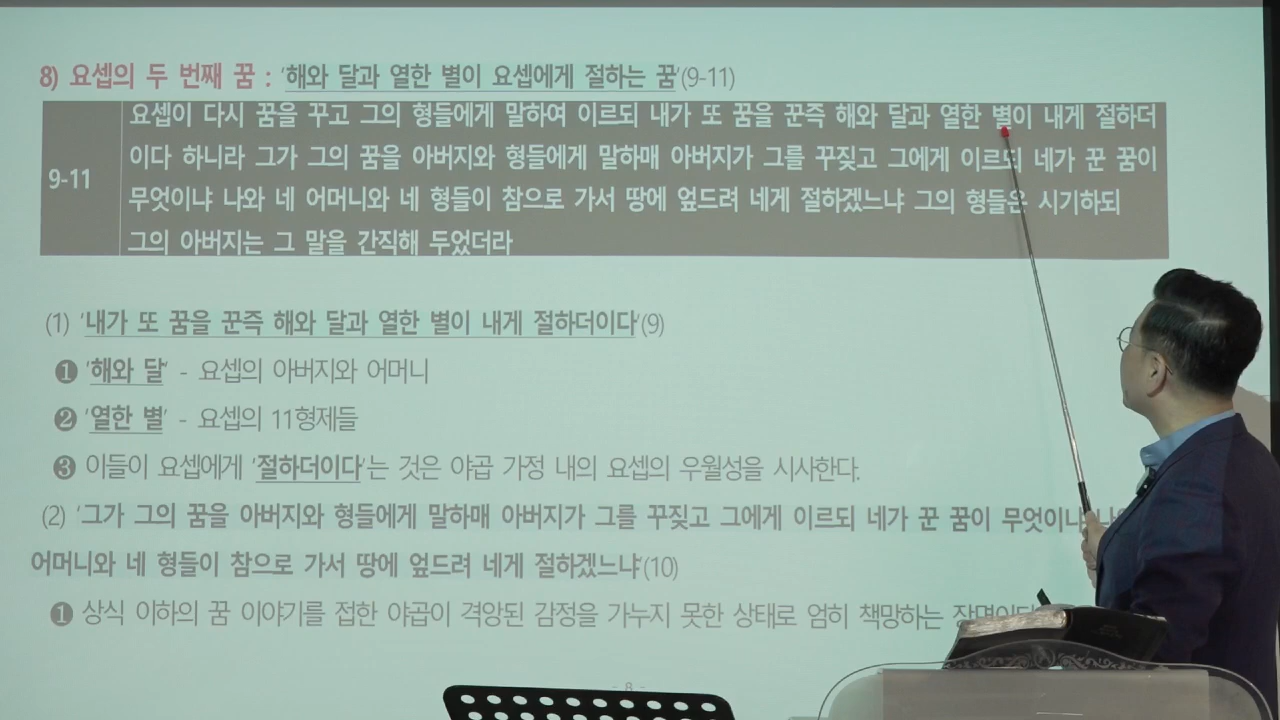 8) 요셉의 두 번째 꿈 : ‘해와 달과 열한 별이 요셉에게 절하는 꿈’(9-11)
9-11
요셉이 다시 꿈을 꾸고 그의 형들에게 말하여 이르되 내가 또 꿈을 꾼즉 해와 달과 열한 별이 내게 절하더
이다 하니라 그가 그의 꿈을 아버지와 형들에게 말하매 아버지가 그를 꾸짖고 그에게 이르되 네가 꾼 꿈이
무엇이냐 나와 네 어머니와 네 형들이 참으로 가서 땅에 엎드려 네게 절하겠느냐 그의 형들은 시기하되
그의 아버지는 그 말을 간직해 두었더라
(1) ‘내가 또 꿈을 꾼즉 해와 달과 열한 별이 내게 절하더이다’(9)
❶ ‘해와 달’ - 요셉의 아버지와 어머니
❷ ‘열한 별’ - 요셉의 11형제들
❸ 이들이 요셉에게 ‘절하더이다’는 것은 야곱 가정 내의 요셉의 우월성을 시사한다.
(2) ‘그가 그의 꿈을 아버지와 형들에게 말하매 아버지가 그를 꾸짖고 그에게 이르되 네가 꾼 꿈이 무엇이냐
어머니와 네 형들이 참으로 가서 땅에 엎드려 네게 절하겠느냐’(10)
❶ 상식 이하의 꿈 이야기를 접한 야곱이 격앙된 감정을 가누지 못한 상태로 엄히 책망하는 장면이다
- 8 -